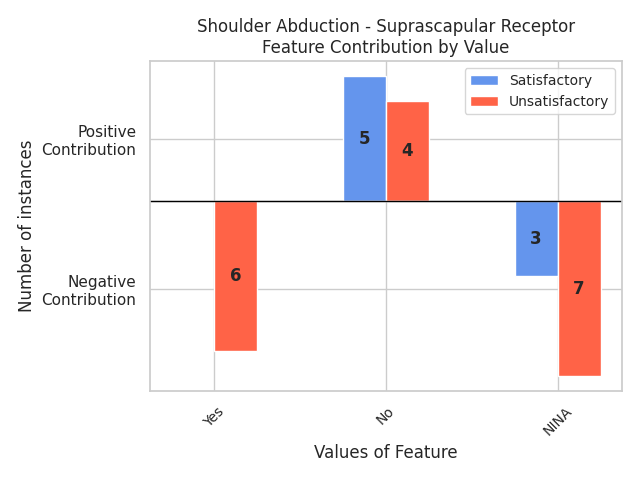 Shoulder Abduction - Suprascapular Receptor
Feature Contribution by Value
Satisfactory
Unsatisfactory
Number of instances
Positive
Contribution
Negative
Contribution
5
4
3
6
7
Yes
No
NINA
Values of Feature